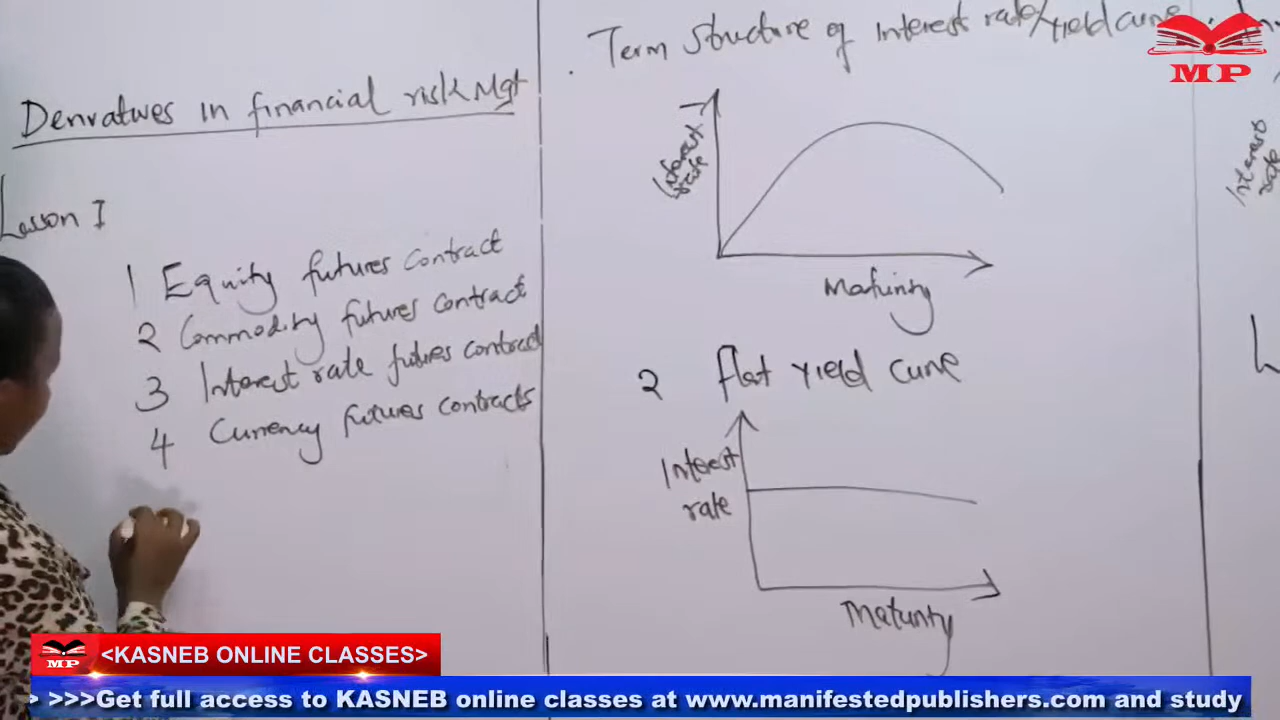 Derivatives in financial risk Mgt
Lesson I
1 Equity futures contract
2 Commodity futures contract
3 Interest rate futures contract
4 Currency futures contracts
Term Structure of Interest rate/yield curve
Interest
rate
Maturity
2 flat yield curve
Interest
rate
Maturity
Interest
rate
MP
MP
<KASNEB ONLINE CLASSES>
> >>>Get full access to KASNEB online classes at www.manifestedpublishers.com and study